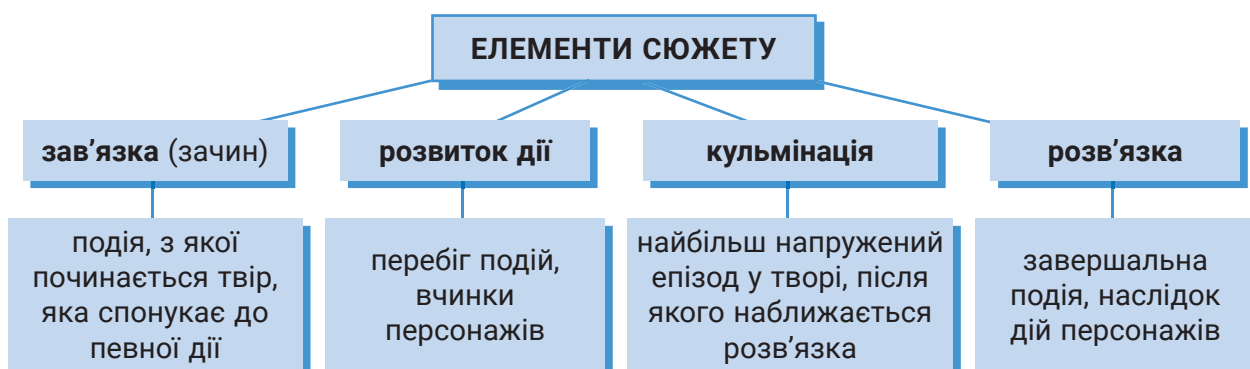 ЕЛЕМЕНТИ СЮЖЕТУ
зав'язка (зачин)
розвиток дії
кульмінація
розв'язка
подія, з якої
починається твір,
яка спонукає до
певної дії
перебіг подій,
вчинки
персонажів
найбільш напружений
епізод у творі, після
якого наближається
розв'язка
завершальна
подія, наслідок
дій персонажів